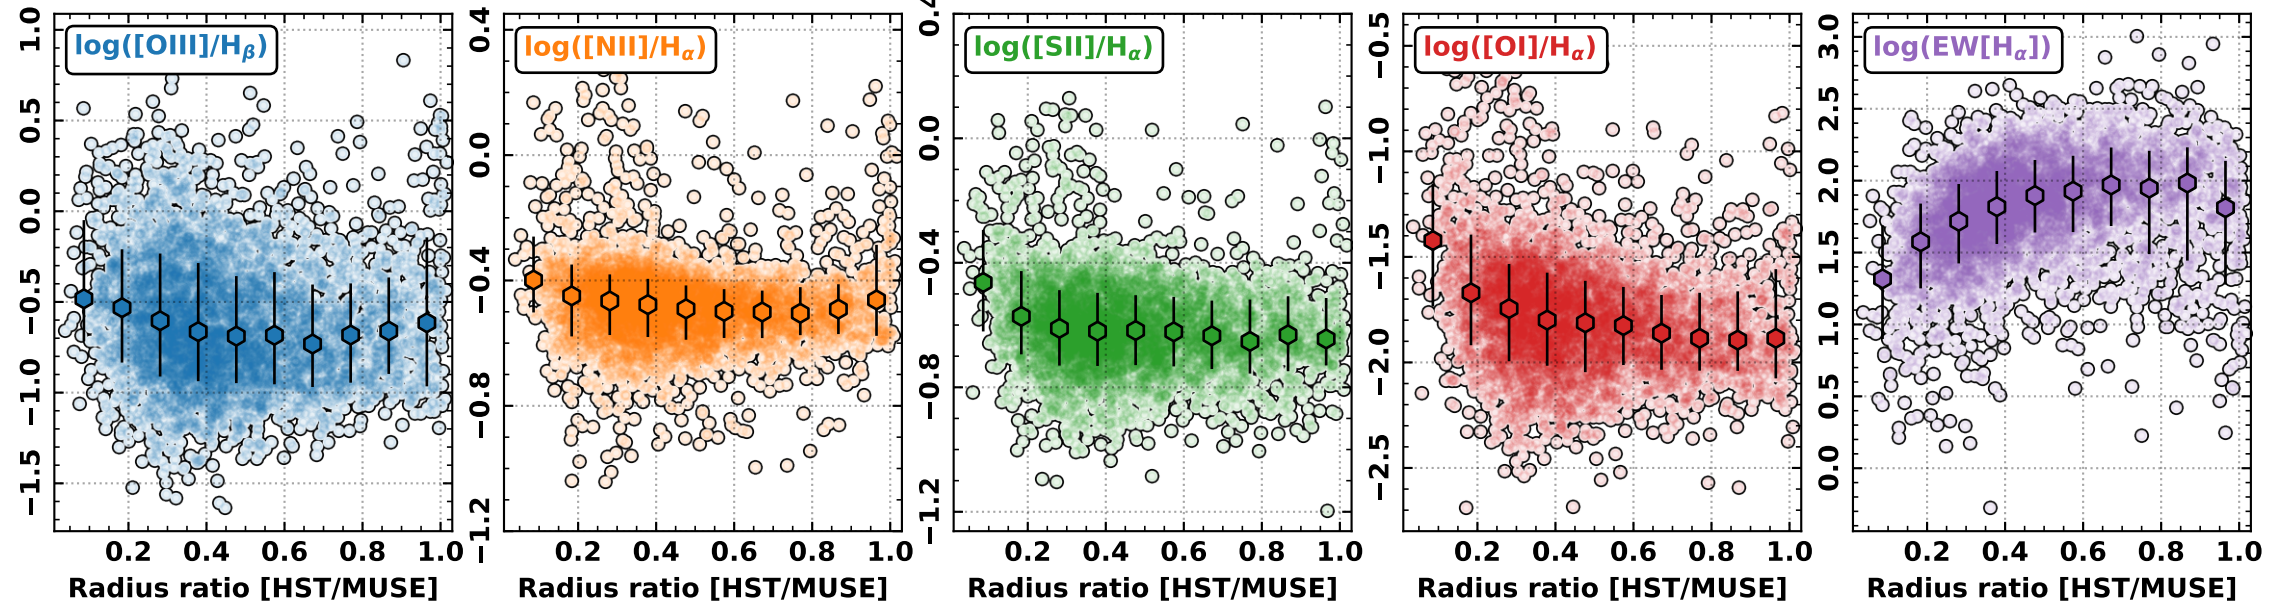 log([OIII]/Hβ)
1.0
0.5
0.0
−0.5
−1.0
−1.5
0.2 0.4 0.6 0.8 1.0
Radius ratio [HST/MUSE]
log([NII]/Hα)
0.4
0.0
−0.4
−0.8
−1.2
0.2 0.4 0.6 0.8 1.0
Radius ratio [HST/MUSE]
log([SII]/Hα)
0.4
0.0
−0.4
−0.8
−1.2
0.2 0.4 0.6 0.8 1.0
Radius ratio [HST/MUSE]
log([OI]/Hα)
−0.5
−1.0
−1.5
−2.0
−2.5
0.2 0.4 0.6 0.8 1.0
Radius ratio [HST/MUSE]
log(EW[Hα])
3.0
2.5
2.0
1.5
1.0
0.5
0.0
0.2 0.4 0.6 0.8 1.0
Radius ratio [HST/MUSE]